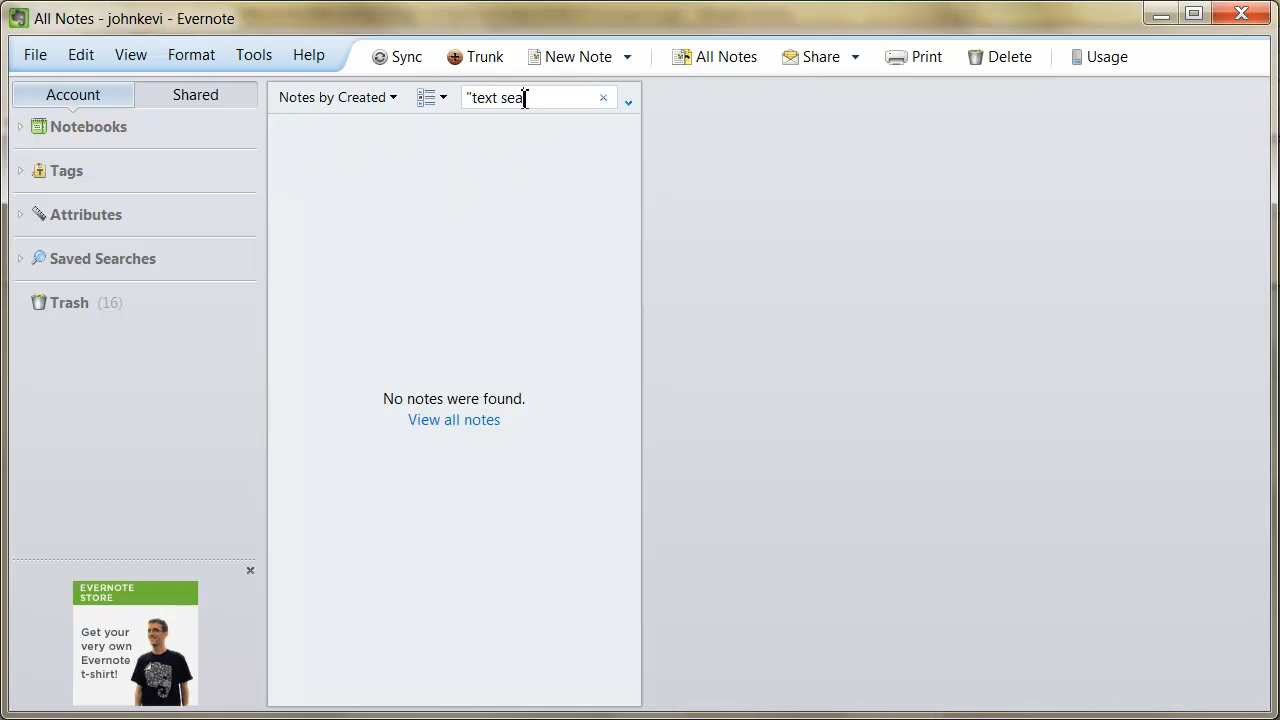 All Notes - johnkevi - Evernote
File Edit View Format Tools Help Sync Trunk New Note All Notes Share Print Delete Usage
Account Shared
Notes by Created "text sea
Notebooks
Tags
Attributes
Saved Searches
Trash (16)
No notes were found.
View all notes
EVERNOTE
STORE
Get your
very own
Evernote
t-shirt!